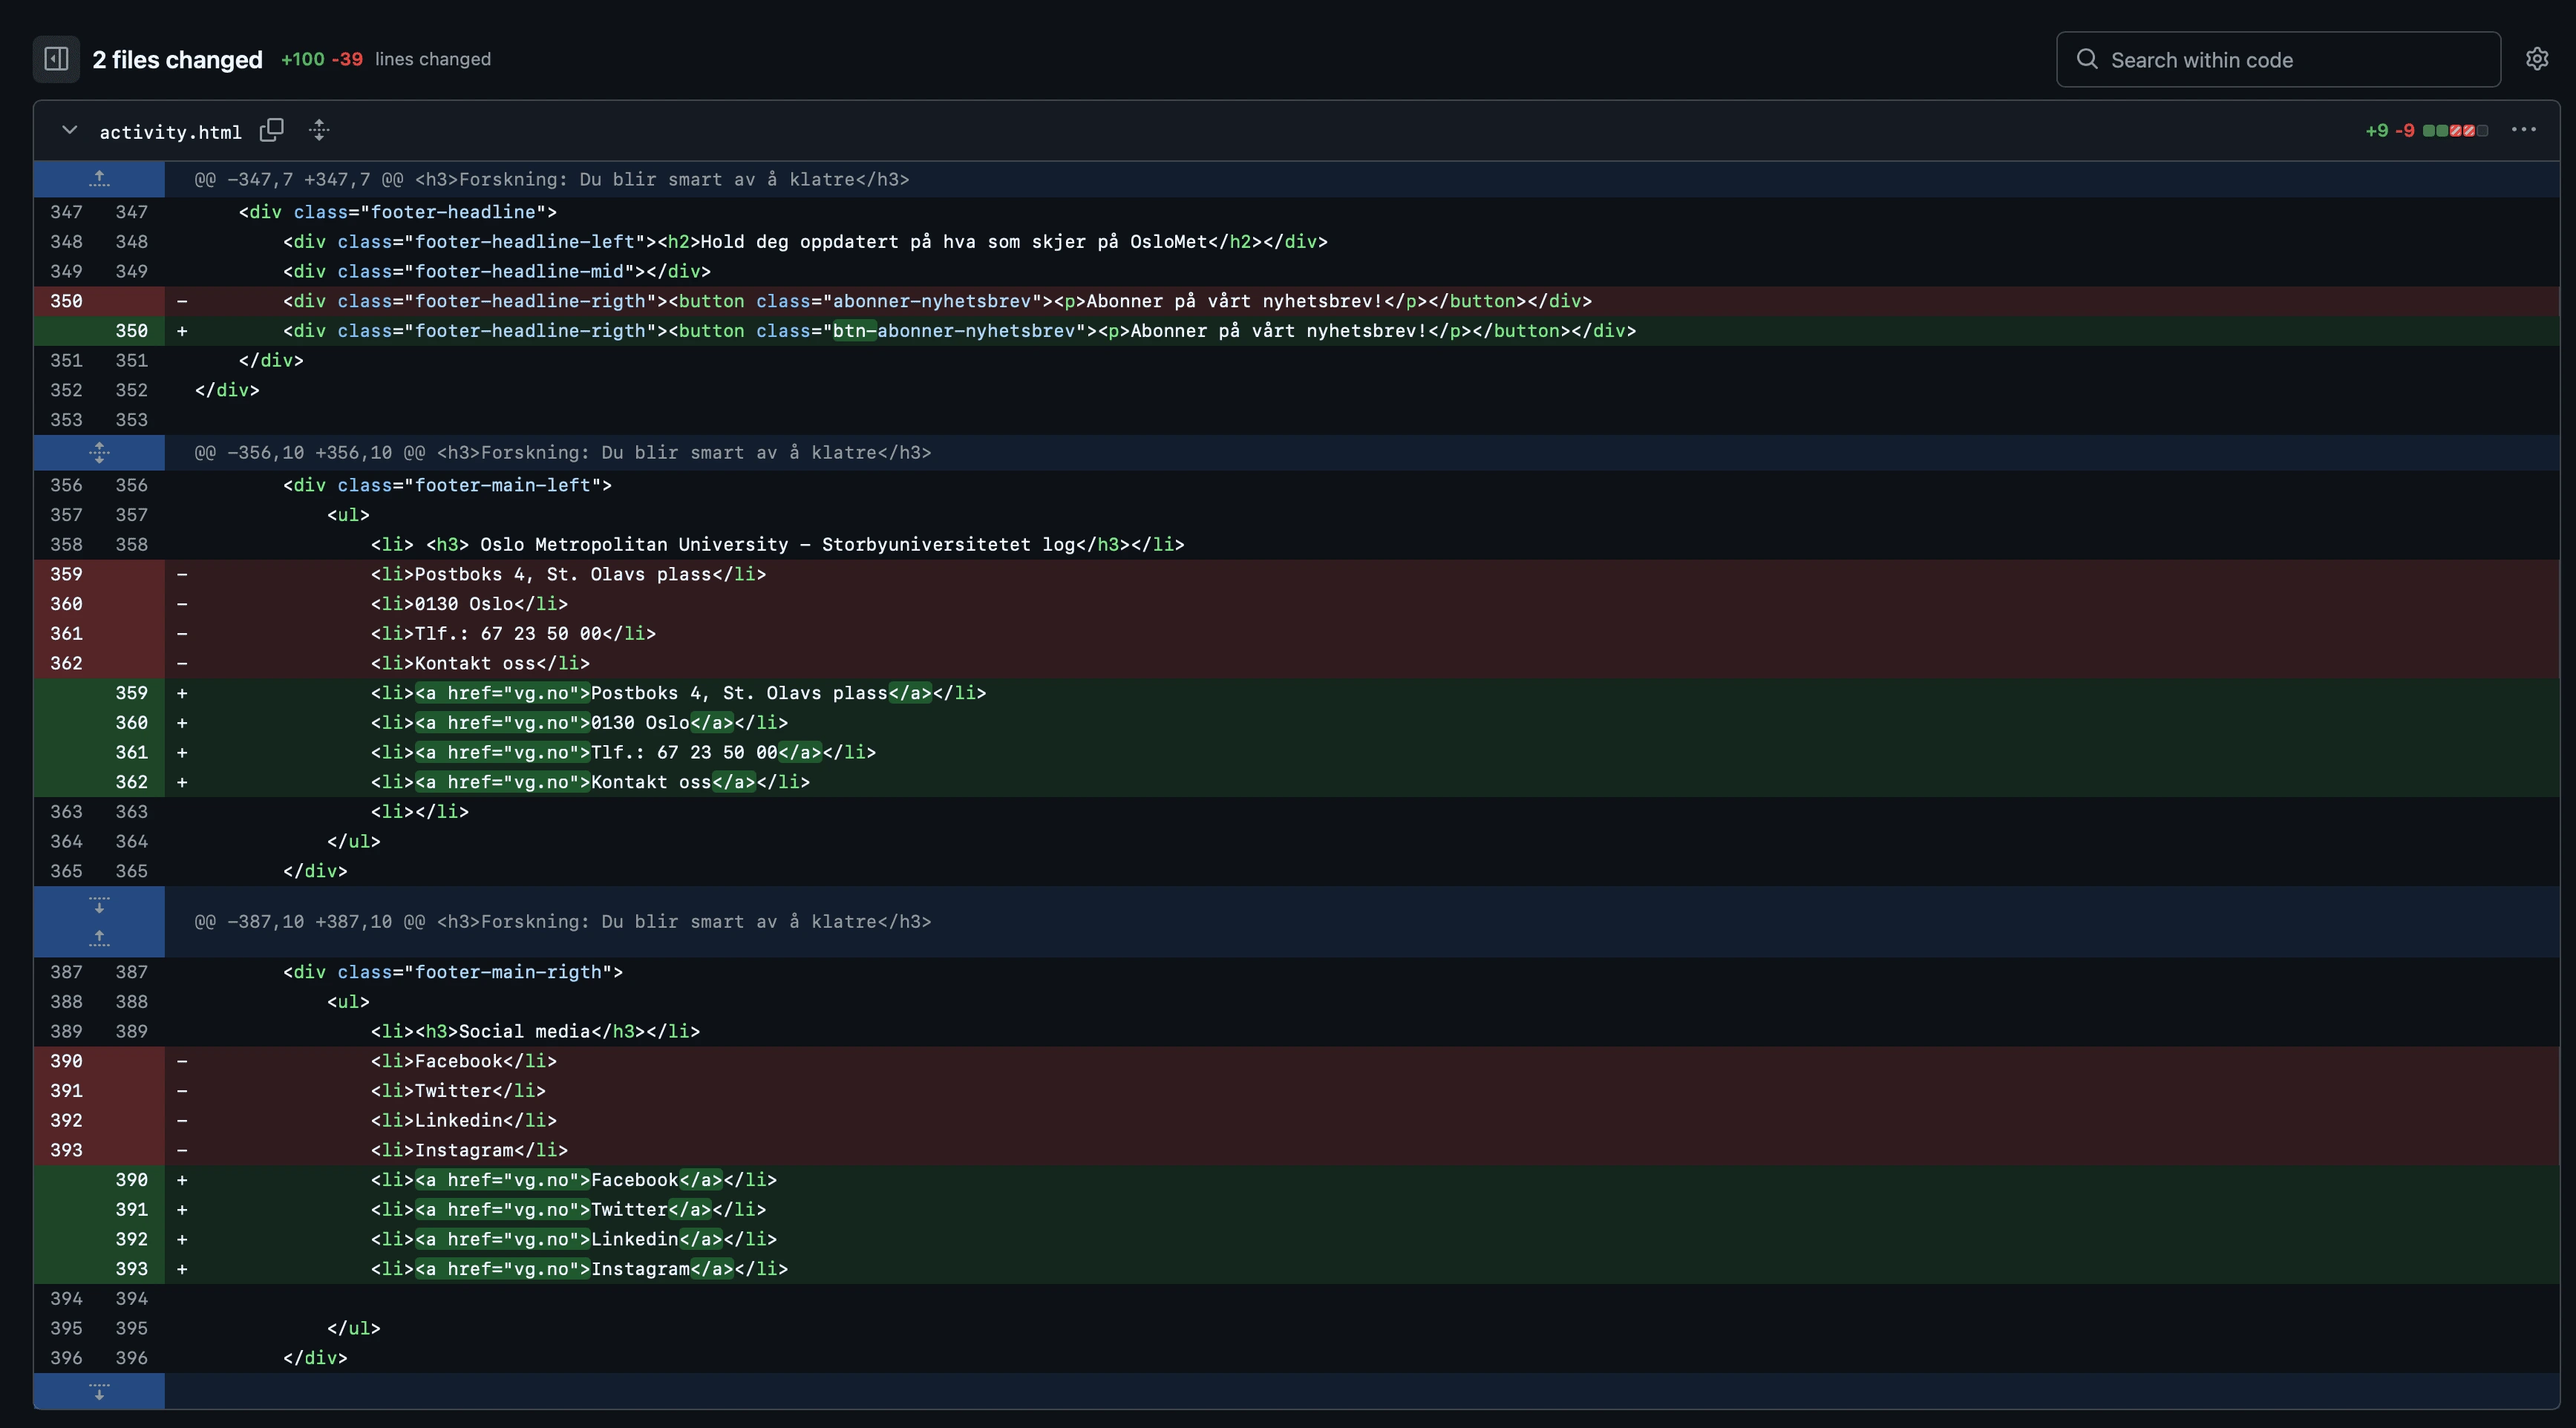 2 files changed +100 -39 lines changed
Search within code
activity.html
+9 -9
@@ -347,7 +347,7 @@ <h3>Forskning: Du blir smart av å klatre</h3>
347 347 <div class="footer-headline">
348 348 <div class="footer-headline-left"><h2>Hold deg oppdatert på hva som skjer på OsloMet</h2></div>
349 349 <div class="footer-headline-mid"></div>
350 - <div class="footer-headline-rigth"><button class="abonner-nyhetsbrev"><p>Abonner på vårt nyhetsbrev!</p></button></div>
350 + <div class="footer-headline-rigth"><button class="btn-abonner-nyhetsbrev"><p>Abonner på vårt nyhetsbrev!</p></button></div>
351 351 </div>
352 352 </div>
353 353
@@ -356,10 +356,10 @@ <h3>Forskning: Du blir smart av å klatre</h3>
356 356 <div class="footer-main-left">
357 357 <ul>
358 358 <li> <h3> Oslo Metropolitan University - Storbyuniversitetet log</h3></li>
359 - <li>Postboks 4, St. Olavs plass</li>
360 - <li>0130 Oslo</li>
361 - <li>Tlf.: 67 23 50 00</li>
362 - <li>Kontakt oss</li>
359 + <li><a href="vg.no">Postboks 4, St. Olavs plass</a></li>
360 + <li><a href="vg.no">0130 Oslo</a></li>
361 + <li><a href="vg.no">Tlf.: 67 23 50 00</a></li>
362 + <li><a href="vg.no">Kontakt oss</a></li>
363 363 <li></li>
364 364 </ul>
365 365 </div>
@@ -387,10 +387,10 @@ <h3>Forskning: Du blir smart av å klatre</h3>
387 387 <div class="footer-main-rigth">
388 388 <ul>
389 389 <li><h3>Social media</h3></li>
390 - <li>Facebook</li>
391 - <li>Twitter</li>
392 - <li>Linkedin</li>
393 - <li>Instagram</li>
390 + <li><a href="vg.no">Facebook</a></li>
391 + <li><a href="vg.no">Twitter</a></li>
392 + <li><a href="vg.no">Linkedin</a></li>
393 + <li><a href="vg.no">Instagram</a></li>
394 394
395 395 </ul>
396 396 </div>